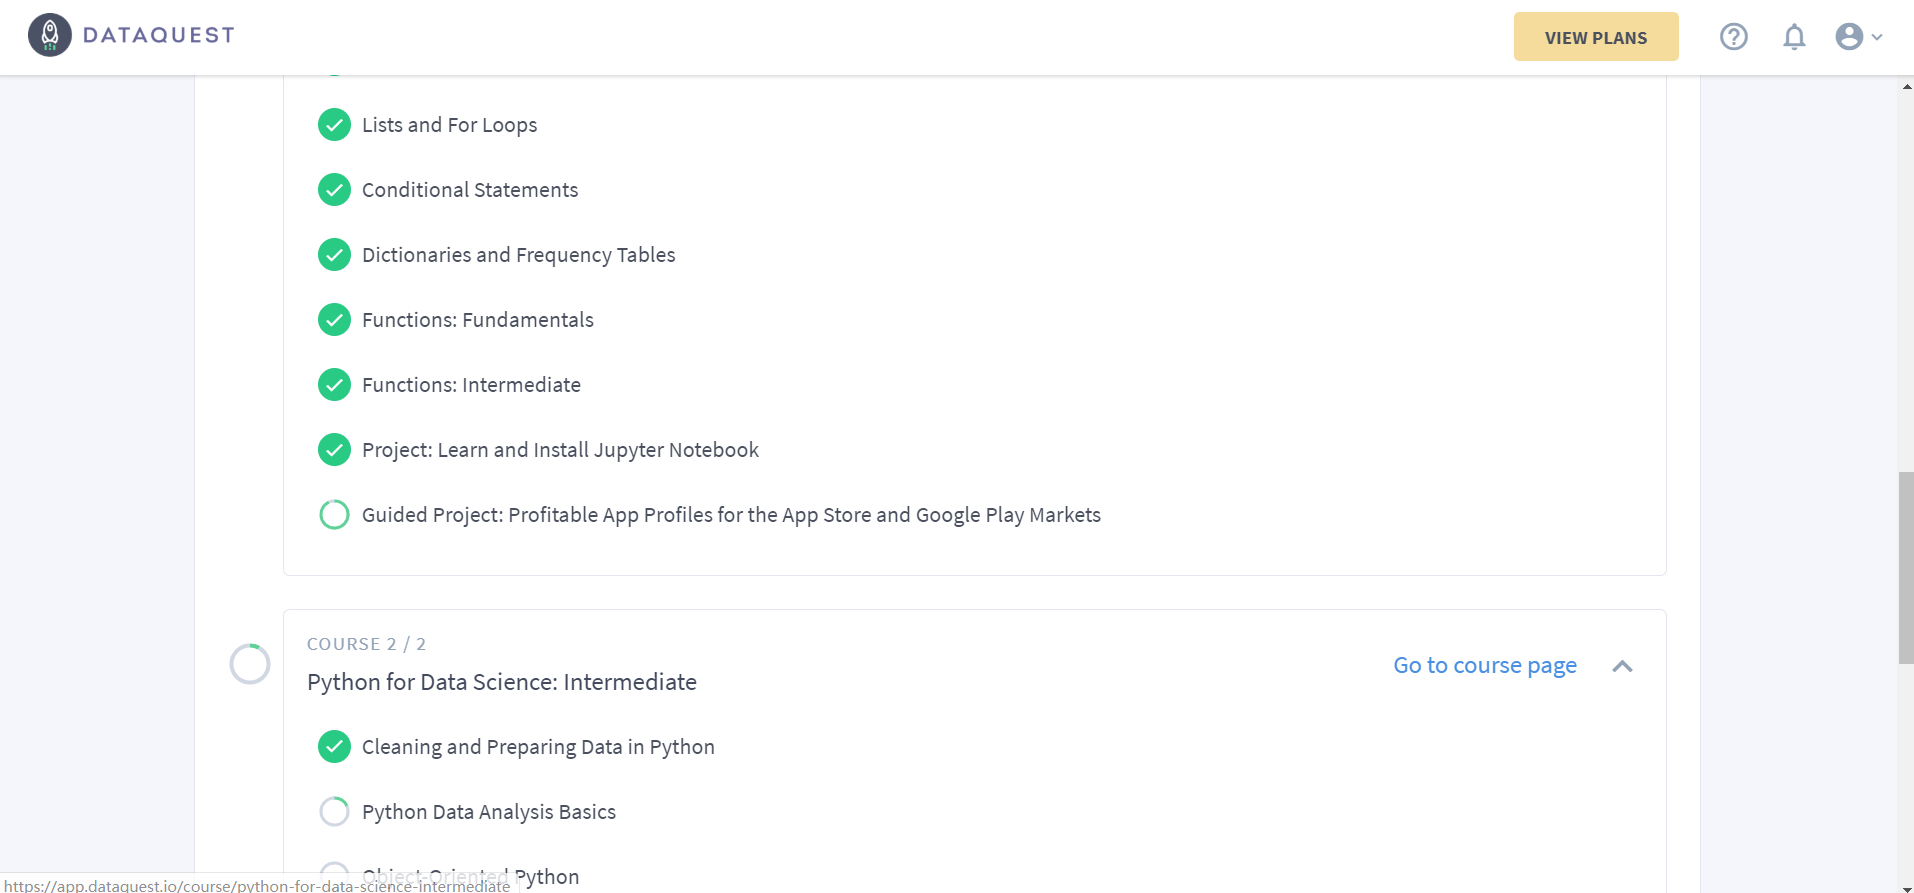 DATAQUEST
VIEW PLANS
Lists and For Loops
Conditional Statements
Dictionaries and Frequency Tables
Functions: Fundamentals
Functions: Intermediate
Project: Learn and Install Jupyter Notebook
Guided Project: Profitable App Profiles for the App Store and Google Play Markets
COURSE 2 / 2
Python for Data Science: Intermediate
Go to course page
Cleaning and Preparing Data in Python
Python Data Analysis Basics
Object-Oriented Python
https://app.dataquest.io/course/python-for-data-science-intermediate